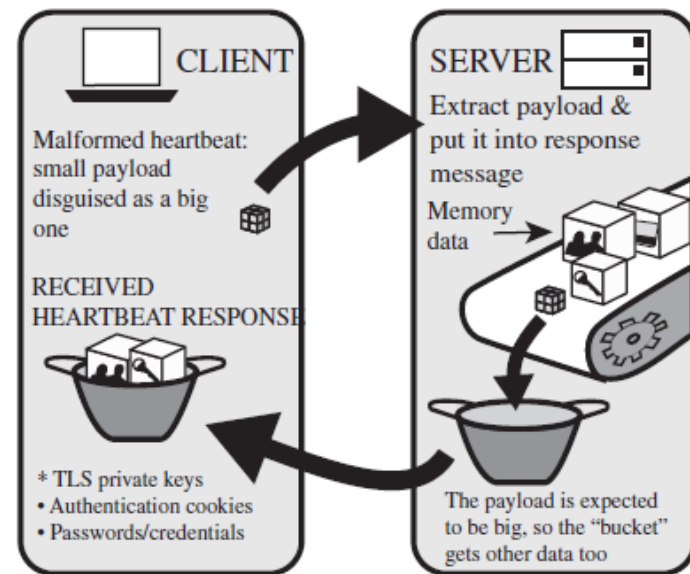 CLIENT
Malformed heartbeat:
small payload
disguised as a big
one
RECEIVED
HEARTBEAT RESPONSE
* TLS private keys
• Authentication cookies
• Passwords/credentials
SERVER
Extract payload &
put it into response
message
Memory
data
The payload is expected
to be big, so the “bucket”
gets other data too